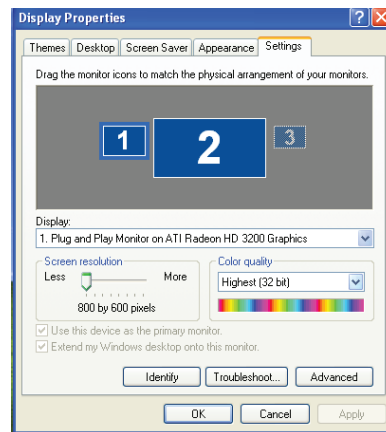 Display Properties
Themes Desktop Screen Saver Appearance Settings
Drag the monitor icons to match the physical arrangement of your monitors.
1 2 3
Display:
1. Plug and Play Monitor on ATI Radeon HD 3200 Graphics
Screen resolution Color quality
Less More Highest (32 bit)
800 by 600 pixels
Use this device as the primary monitor.
Extend my Windows desktop onto this monitor.
Identify Troubleshoot... Advanced
OK Cancel Apply